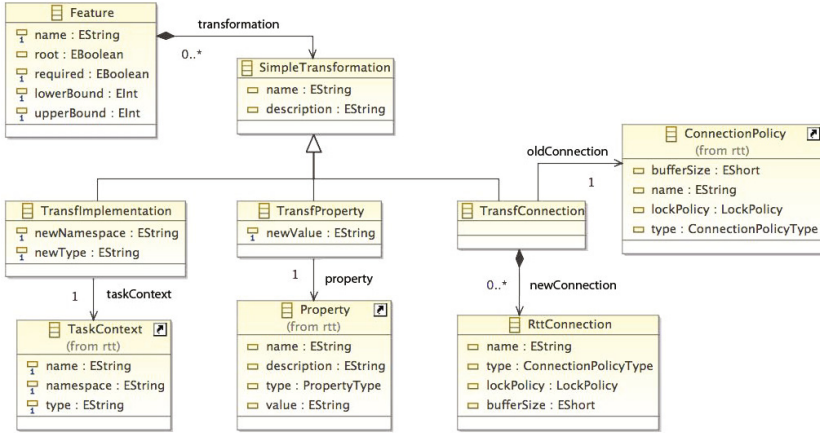 Feature
name : EString
root : EBoolean
required : EBoolean
lowerBound : EInt
upperBound : EInt
transformation
0..*
SimpleTransformation
name : EString
description : EString
ConnectionPolicy
(from rtt)
bufferSize : EShort
name : EString
lockPolicy : LockPolicy
type : ConnectionPolicyType
oldConnection
1
TransfImplementation
newNamespace : EString
newType : EString
TransfProperty
newValue : EString
TransfConnection
1
taskContext
1
property
0..*
newConnection
TaskContext
(from rtt)
name : EString
namespace : EString
type : EString
Property
(from rtt)
name : EString
description : EString
type : PropertyType
value : EString
RttConnection
name : EString
type : ConnectionPolicyType
lockPolicy : LockPolicy
bufferSize : EShort